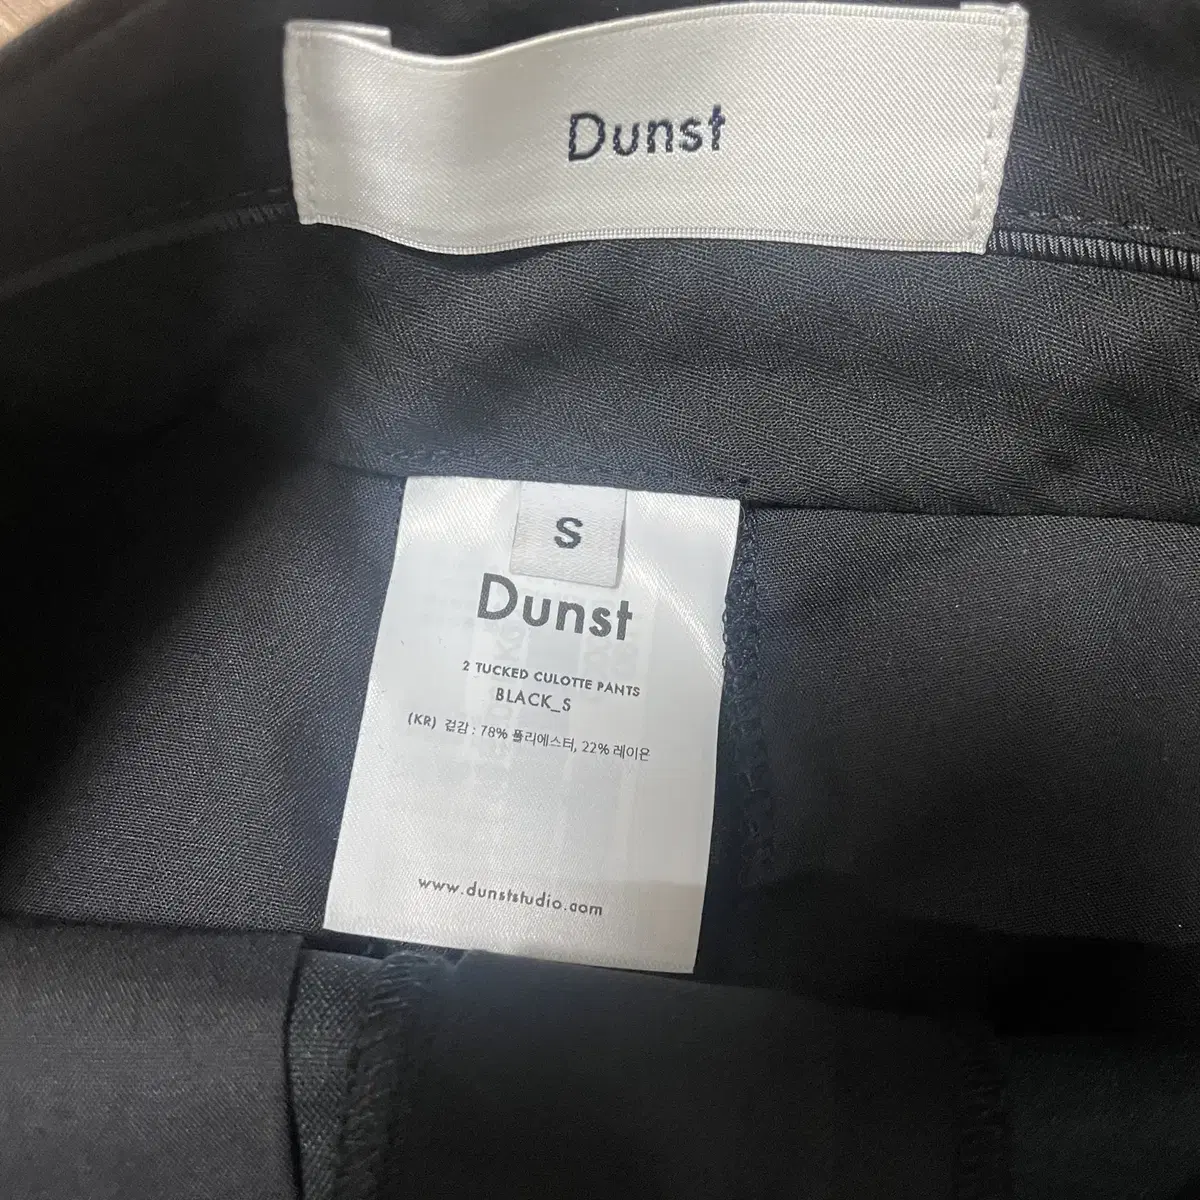 Dunst
S
Dunst
2 TUCKED CULOTTE PANTS
BLACK_S
(KR) 겉감 : 78% 폴리에스터, 22% 레이온
www.dunststudio.com